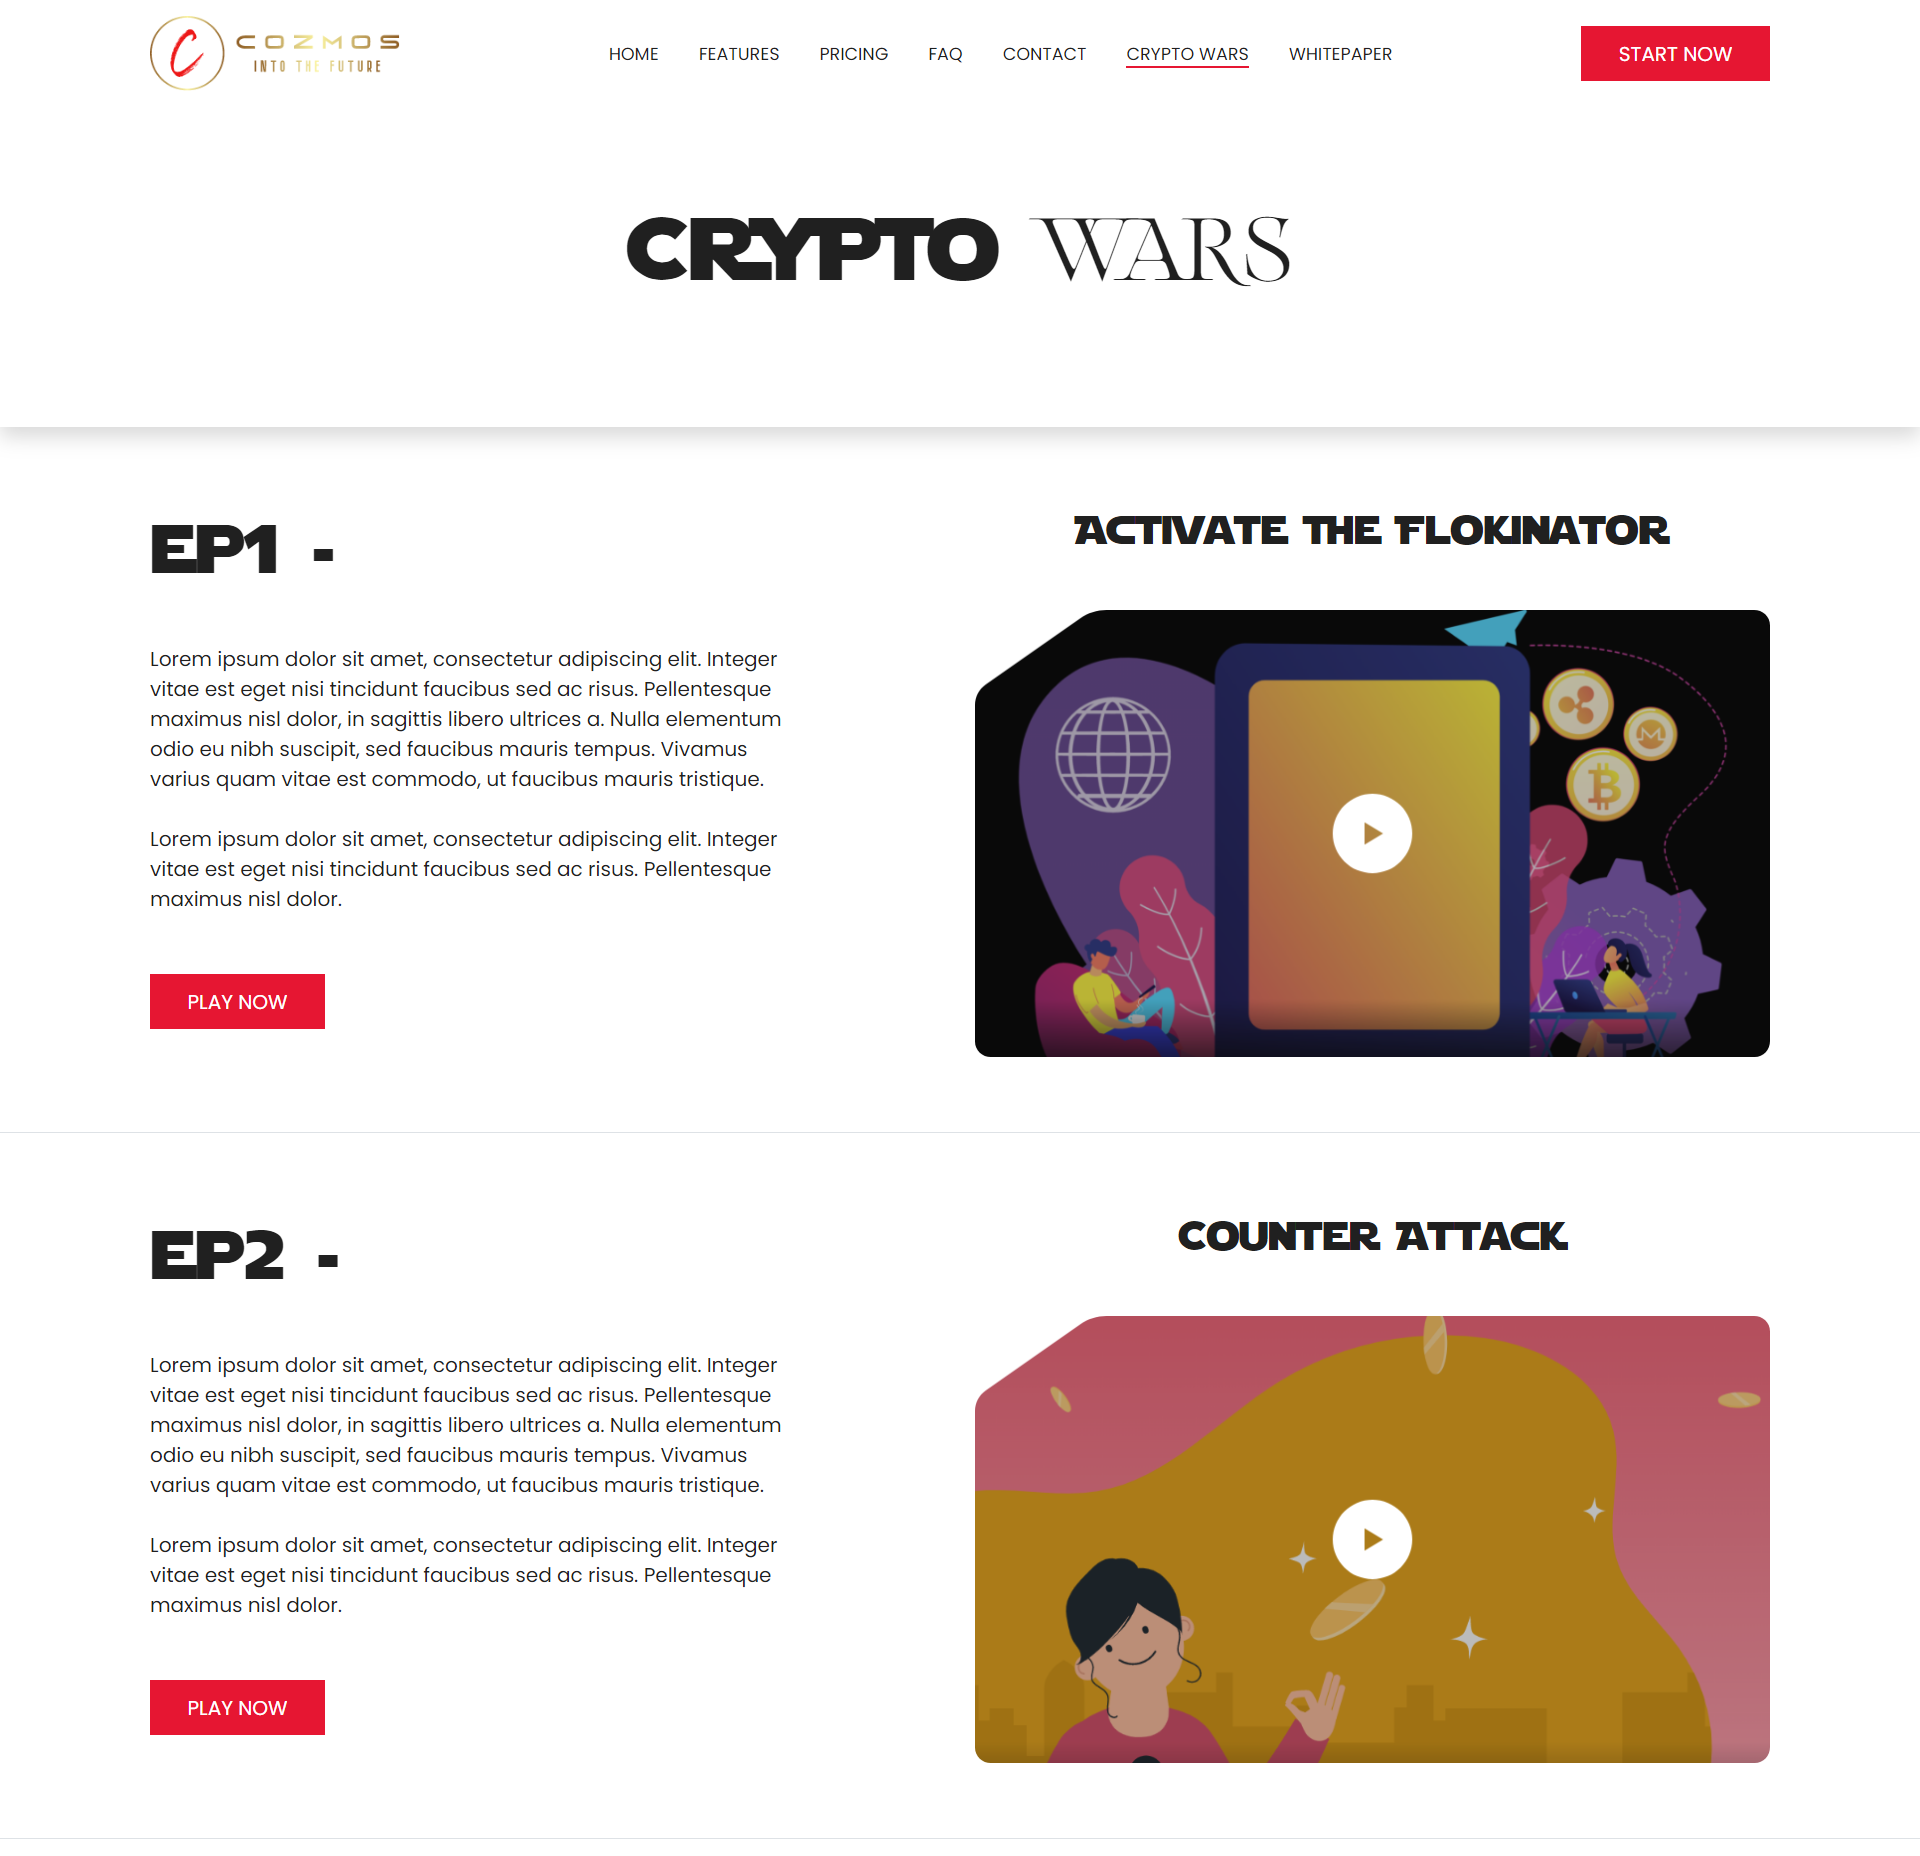 COZMOS
INTO THE FUTURE
HOME FEATURES PRICING FAQ CONTACT CRYPTO WARS WHITEPAPER
START NOW
CRYPTO WARS
EP1 -
Lorem ipsum dolor sit amet, consectetur adipiscing elit. Integer
vitae est eget nisi tincidunt faucibus sed ac risus. Pellentesque
maximus nisl dolor, in sagittis libero ultrices a. Nulla elementum
odio eu nibh suscipit, sed faucibus mauris tempus. Vivamus
varius quam vitae est commodo, ut faucibus mauris tristique.
Lorem ipsum dolor sit amet, consectetur adipiscing elit. Integer
vitae est eget nisi tincidunt faucibus sed ac risus. Pellentesque
maximus nisl dolor.
PLAY NOW
ACTIVATE THE FLOKINATOR
EP2 -
Lorem ipsum dolor sit amet, consectetur adipiscing elit. Integer
vitae est eget nisi tincidunt faucibus sed ac risus. Pellentesque
maximus nisl dolor, in sagittis libero ultrices a. Nulla elementum
odio eu nibh suscipit, sed faucibus mauris tempus. Vivamus
varius quam vitae est commodo, ut faucibus mauris tristique.
Lorem ipsum dolor sit amet, consectetur adipiscing elit. Integer
vitae est eget nisi tincidunt faucibus sed ac risus. Pellentesque
maximus nisl dolor.
PLAY NOW
COUNTER ATTACK